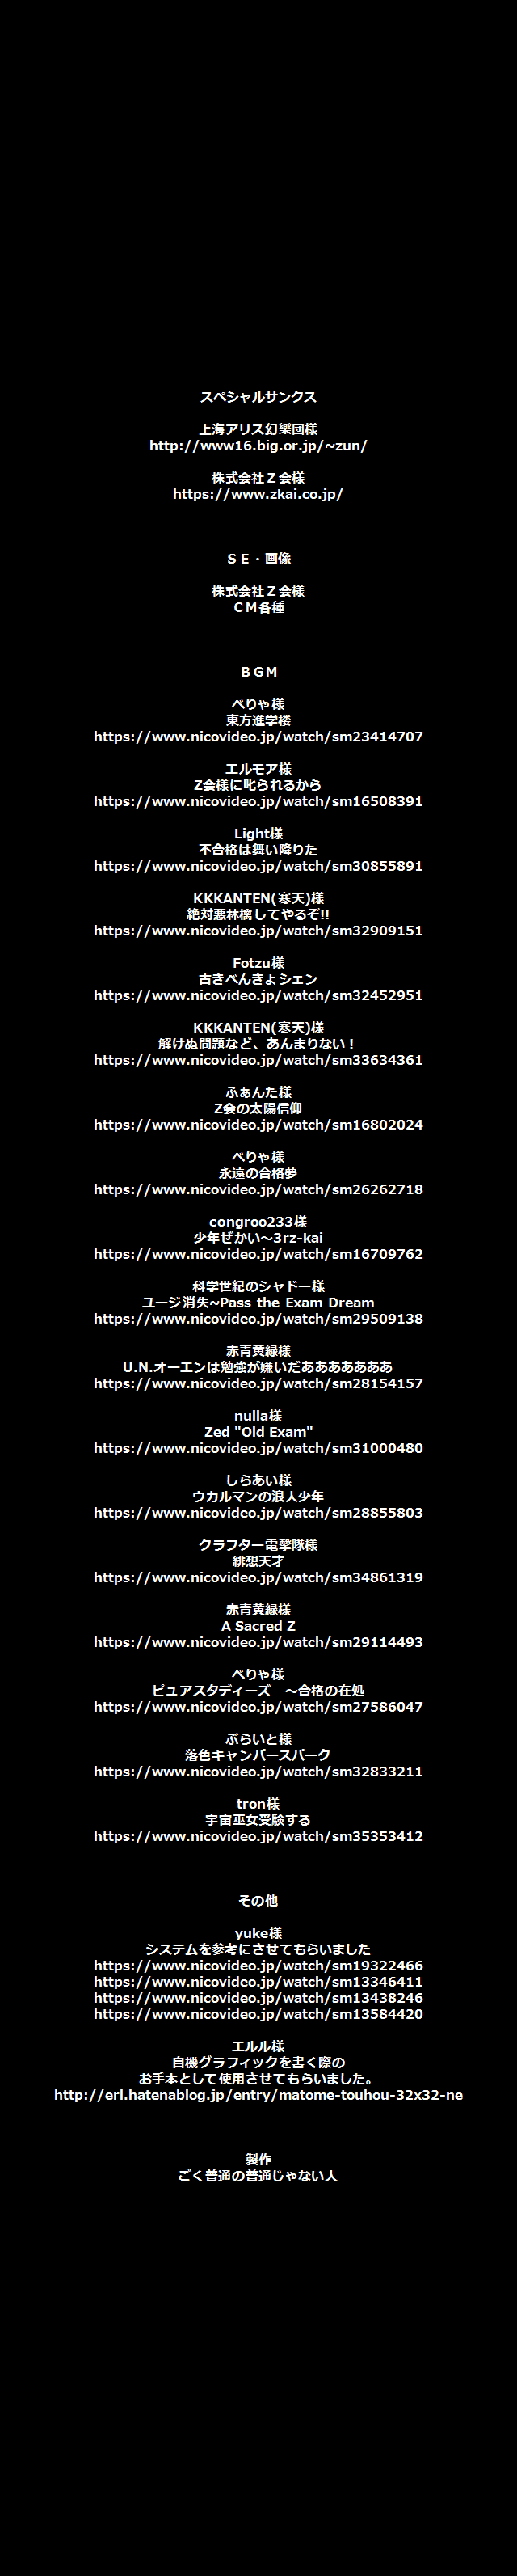 スペシャルサンクス
上海アリス幻樂団様
http://www16.big.or.jp/~zun/
株式会社Ｚ会様
https://www.zkai.co.jp/
ＳＥ・画像
株式会社Ｚ会様
ＣＭ各種
ＢＧＭ
べりゃ様
東方進学楼
https://www.nicovideo.jp/watch/sm23414707
エルモア様
Z会様に叱られるから
https://www.nicovideo.jp/watch/sm16508391
Light様
不合格は舞い降りた
https://www.nicovideo.jp/watch/sm30855891
KKKANTEN(寒天)様
絶対悪林檎してやるぞ!!
https://www.nicovideo.jp/watch/sm32909151
Fotzu様
古きべんきょシェン
https://www.nicovideo.jp/watch/sm32452951
KKKANTEN(寒天)様
解けぬ問題など、あんまりない！
https://www.nicovideo.jp/watch/sm33634361
ふぁんた様
Z会の太陽信仰
https://www.nicovideo.jp/watch/sm16802024
べりゃ様
永遠の合格夢
https://www.nicovideo.jp/watch/sm26262718
congroo233様
少年ぜかい～3rz-kai
https://www.nicovideo.jp/watch/sm16709762
科学世紀のシャドー様
ユージ消失~Pass the Exam Dream
https://www.nicovideo.jp/watch/sm29509138
赤青黄緑様
U.N.オーエンは勉強が嫌いだあああああああ
https://www.nicovideo.jp/watch/sm28154157
nulla様
Zed "Old Exam"
https://www.nicovideo.jp/watch/sm31000480
しらあい様
ウカルマンの浪人少年
https://www.nicovideo.jp/watch/sm28855803
クラフター電撃隊様
緋想天才
https://www.nicovideo.jp/watch/sm34861319
赤青黄緑様
A Sacred Z
https://www.nicovideo.jp/watch/sm29114493
べりゃ様
ピュアスタディーズ　～合格の在処
https://www.nicovideo.jp/watch/sm27586047
ぶらいと様
落色キャンバースパーク
https://www.nicovideo.jp/watch/sm32833211
tron様
宇宙巫女受験する
https://www.nicovideo.jp/watch/sm35353412
その他
yuke様
システムを参考にさせてもらいました
https://www.nicovideo.jp/watch/sm19322466
https://www.nicovideo.jp/watch/sm13346411
https://www.nicovideo.jp/watch/sm13438246
https://www.nicovideo.jp/watch/sm13584420
エルル様
自機グラフィックを書く際の
お手本として使用させてもらいました。
http://erl.hatenablog.jp/entry/matome-touhou-32x32-ne
製作
ごく普通の普通じゃない人